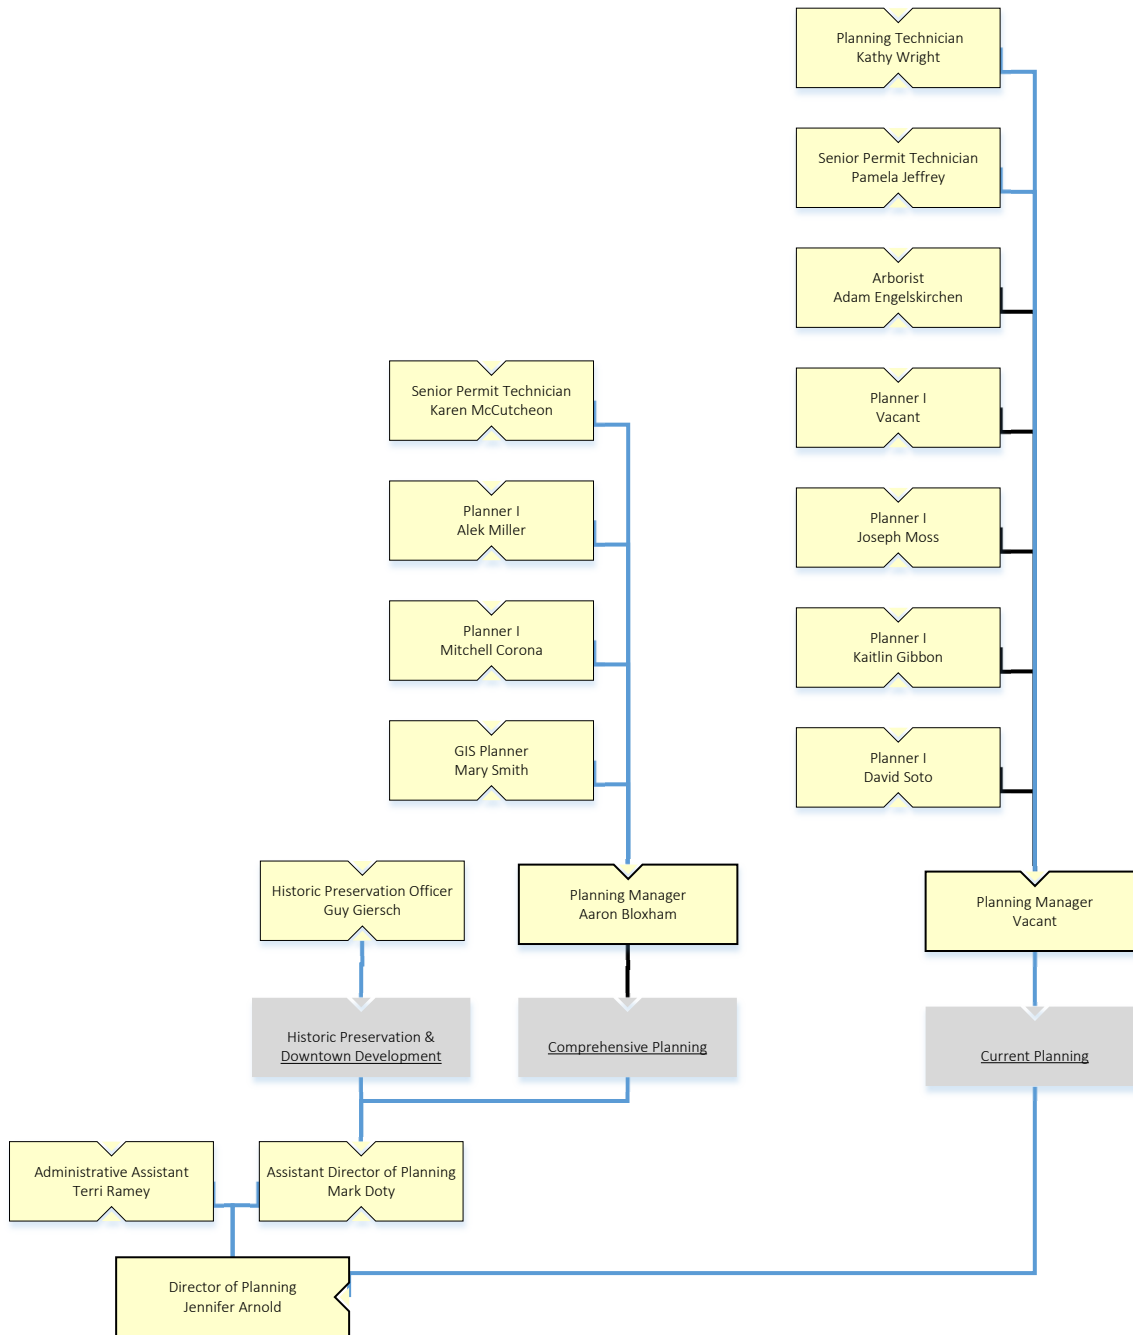 Planning Technician
Kathy Wright
Senior Permit Technician
Pamela Jeffrey
Arborist
Adam Engelskirchen
Senior Permit Technician
Karen McCutcheon
Planner I
Vacant
Planner I
Alek Miller
Planner I
Joseph Moss
Planner I
Mitchell Corona
Planner I
Kaitlin Gibbon
GIS Planner
Mary Smith
Planner I
David Soto
Historic Preservation Officer
Guy Giersch
Planning Manager
Aaron Bloxham
Planning Manager
Vacant
Historic Preservation &
Downtown Development
Comprehensive Planning
Current Planning
Administrative Assistant
Terri Ramey
Assistant Director of Planning
Mark Doty
Director of Planning
Jennifer Arnold